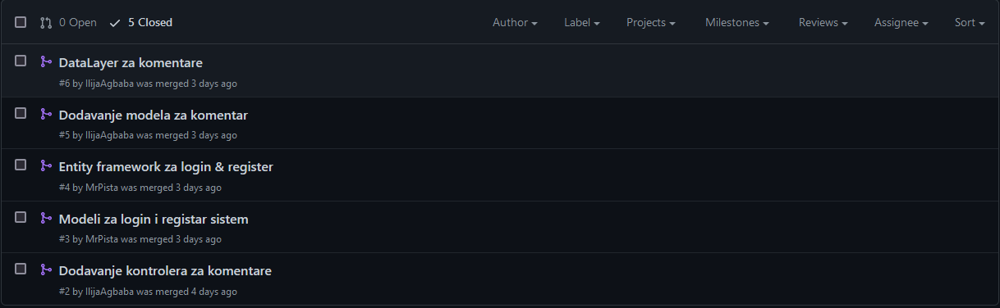 0 Open 5 Closed Author Label Projects Milestones Reviews Assignee Sort
DataLayer za komentare
#6 by IlijaAgbaba was merged 3 days ago
Dodavanje modela za komentar
#5 by IlijaAgbaba was merged 3 days ago
Entity framework za login & register
#4 by MrPista was merged 3 days ago
Modeli za login i registar sistem
#3 by MrPista was merged 3 days ago
Dodavanje kontrolera za komentare
#2 by IlijaAgbaba was merged 4 days ago